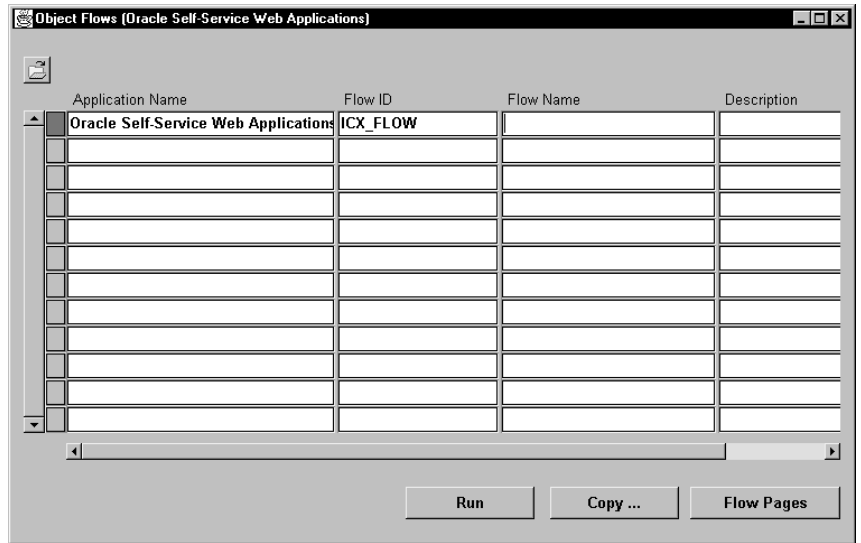 Object Flows (Oracle Self-Service Web Applications)
Application Name Flow ID Flow Name Description
Oracle Self-Service Web Applications ICX_FLOW
Run Copy ... Flow Pages